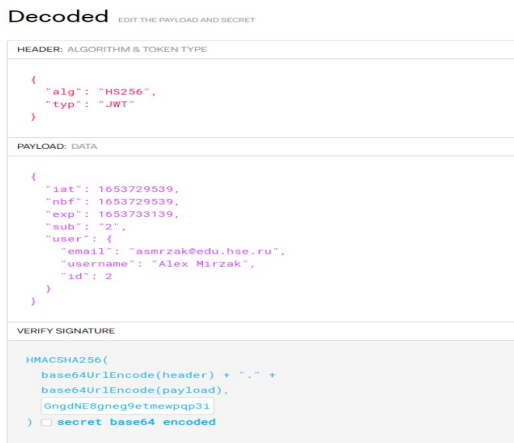 Decoded EDIT THE PAYLOAD AND SECRET
HEADER: ALGORITHM & TOKEN TYPE
{
"alg": "HS256",
"typ": "JWT"
}
PAYLOAD: DATA
{
"iat": 1653729539,
"nbf": 1653729539,
"exp": 1653733139,
"sub": "2",
"user": {
"email": "asmrzak@edu.hse.ru",
"username": "Alex Mirzak",
"id": 2
}
}
VERIFY SIGNATURE
HMACSHA256(
base64UrlEncode(header) + "." +
base64UrlEncode(payload),
GngdNE8gneg9etmewpqp3i
) secret base64 encoded